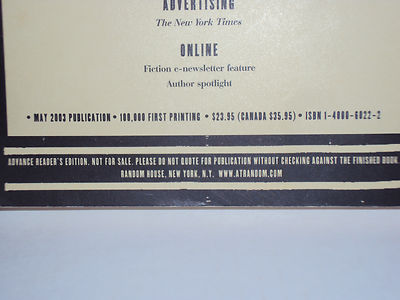 ADVERTISING
The New York Times
ONLINE
Fiction e-newsletter feature
Author spotlight
• MAY 2003 PUBLICATION • 100,000 FIRST PRINTING • $23.95 (CANADA $35.95) • ISBN 1-4000-6022-2
ADVANCE READER'S EDITION. NOT FOR SALE. PLEASE DO NOT QUOTE FOR PUBLICATION WITHOUT CHECKING AGAINST THE FINISHED BOOK.
RANDOM HOUSE, NEW YORK, N.Y. WWW.ATRANDOM.COM